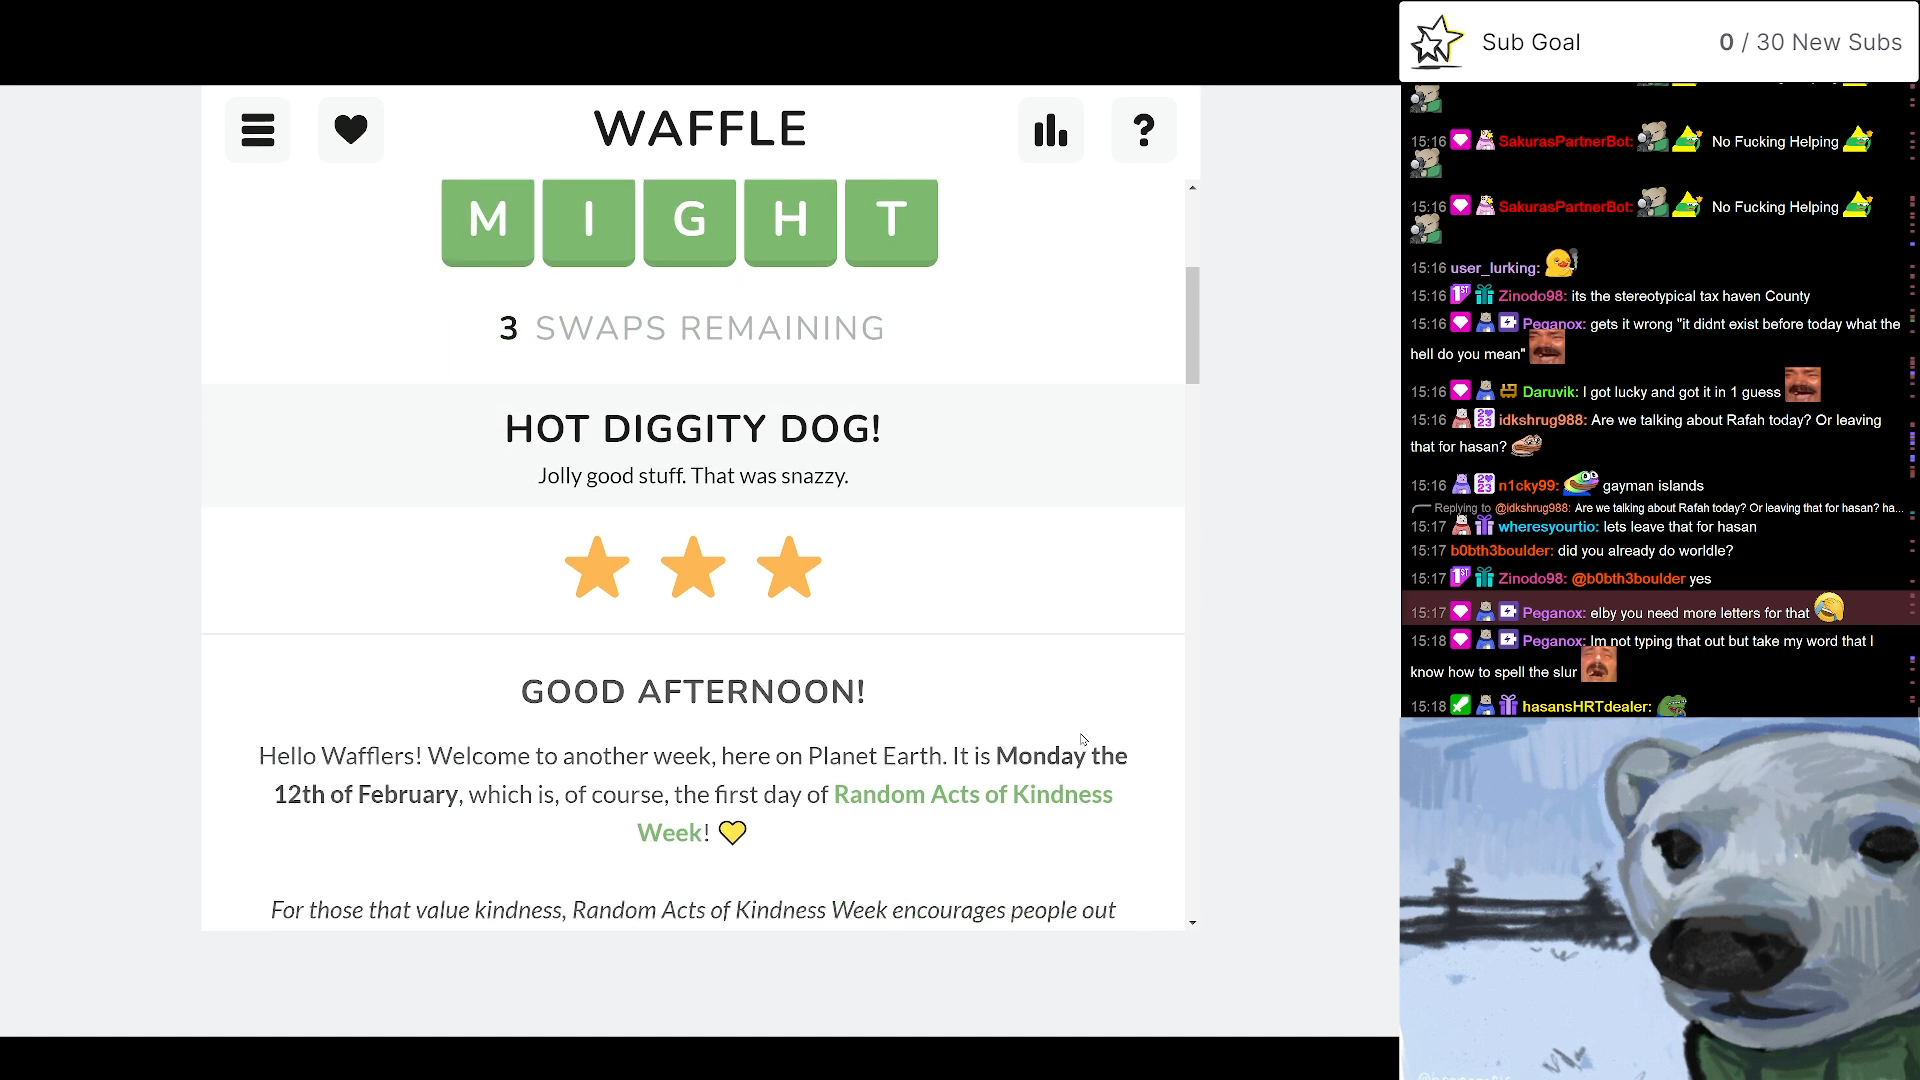 WAFFLE
MIGHT
3 SWAPS REMAINING
HOT DIGGITY DOG!
Jolly good stuff. That was snazzy.
GOOD AFTERNOON!
Hello Wafflers! Welcome to another week, here on Planet Earth. It is Monday the
12th of February, which is, of course, the first day of Random Acts of Kindness
Week!
For those that value kindness, Random Acts of Kindness Week encourages people out
Sub Goal 0 / 30 New Subs
15:16 SakurasPartnerBot: No Fucking Helping
15:16 SakurasPartnerBot: No Fucking Helping
15:16 user_lurking:
15:16 1ST Zinodo98: its the stereotypical tax haven County
15:16 Peganox: gets it wrong "it didnt exist before today what the
hell do you mean"
15:16 Daruvik: I got lucky and got it in 1 guess
15:16 idkshrug988: Are we talking about Rafah today? Or leaving
that for hasan?
15:16 n1cky99: gayman islands
Replying to @idkshrug988: Are we talking about Rafah today? Or leaving that for hasan? ha...
15:17 wheresyourtio: lets leave that for hasan
15:17 b0bth3boulder: did you already do worldle?
15:17 1ST Zinodo98: @b0bth3boulder yes
15:17 Peganox: elby you need more letters for that
15:18 Peganox: Im not typing that out but take my word that I
know how to spell the slur
15:18 hasansHRTdealer: